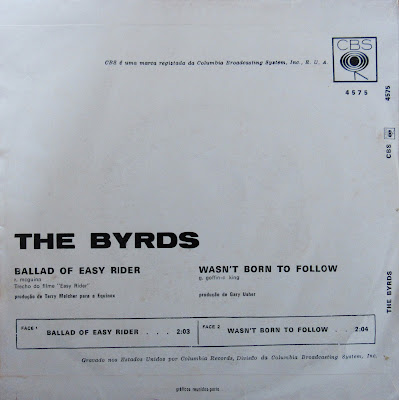 CBS é uma marca registada da Columbia Broadcasting System, Inc., E. U. A.
CBS
4575
4575
CBS
THE BYRDS
THE BYRDS
BALLAD OF EASY RIDER
r. mcguinn
Trecho do filme "Easy Rider"
produção de Terry Melcher para a Equinox
WASN'T BORN TO FOLLOW
g. goffin-c. king
produção de Gary Usher
FACE 1 BALLAD OF EASY RIDER . . . 2:03
FACE 2 WASN'T BORN TO FOLLOW . . 2:04
Gravado nos Estados Unidos por Columbia Records, Divisão da Columbia Broadcasting System, Inc.